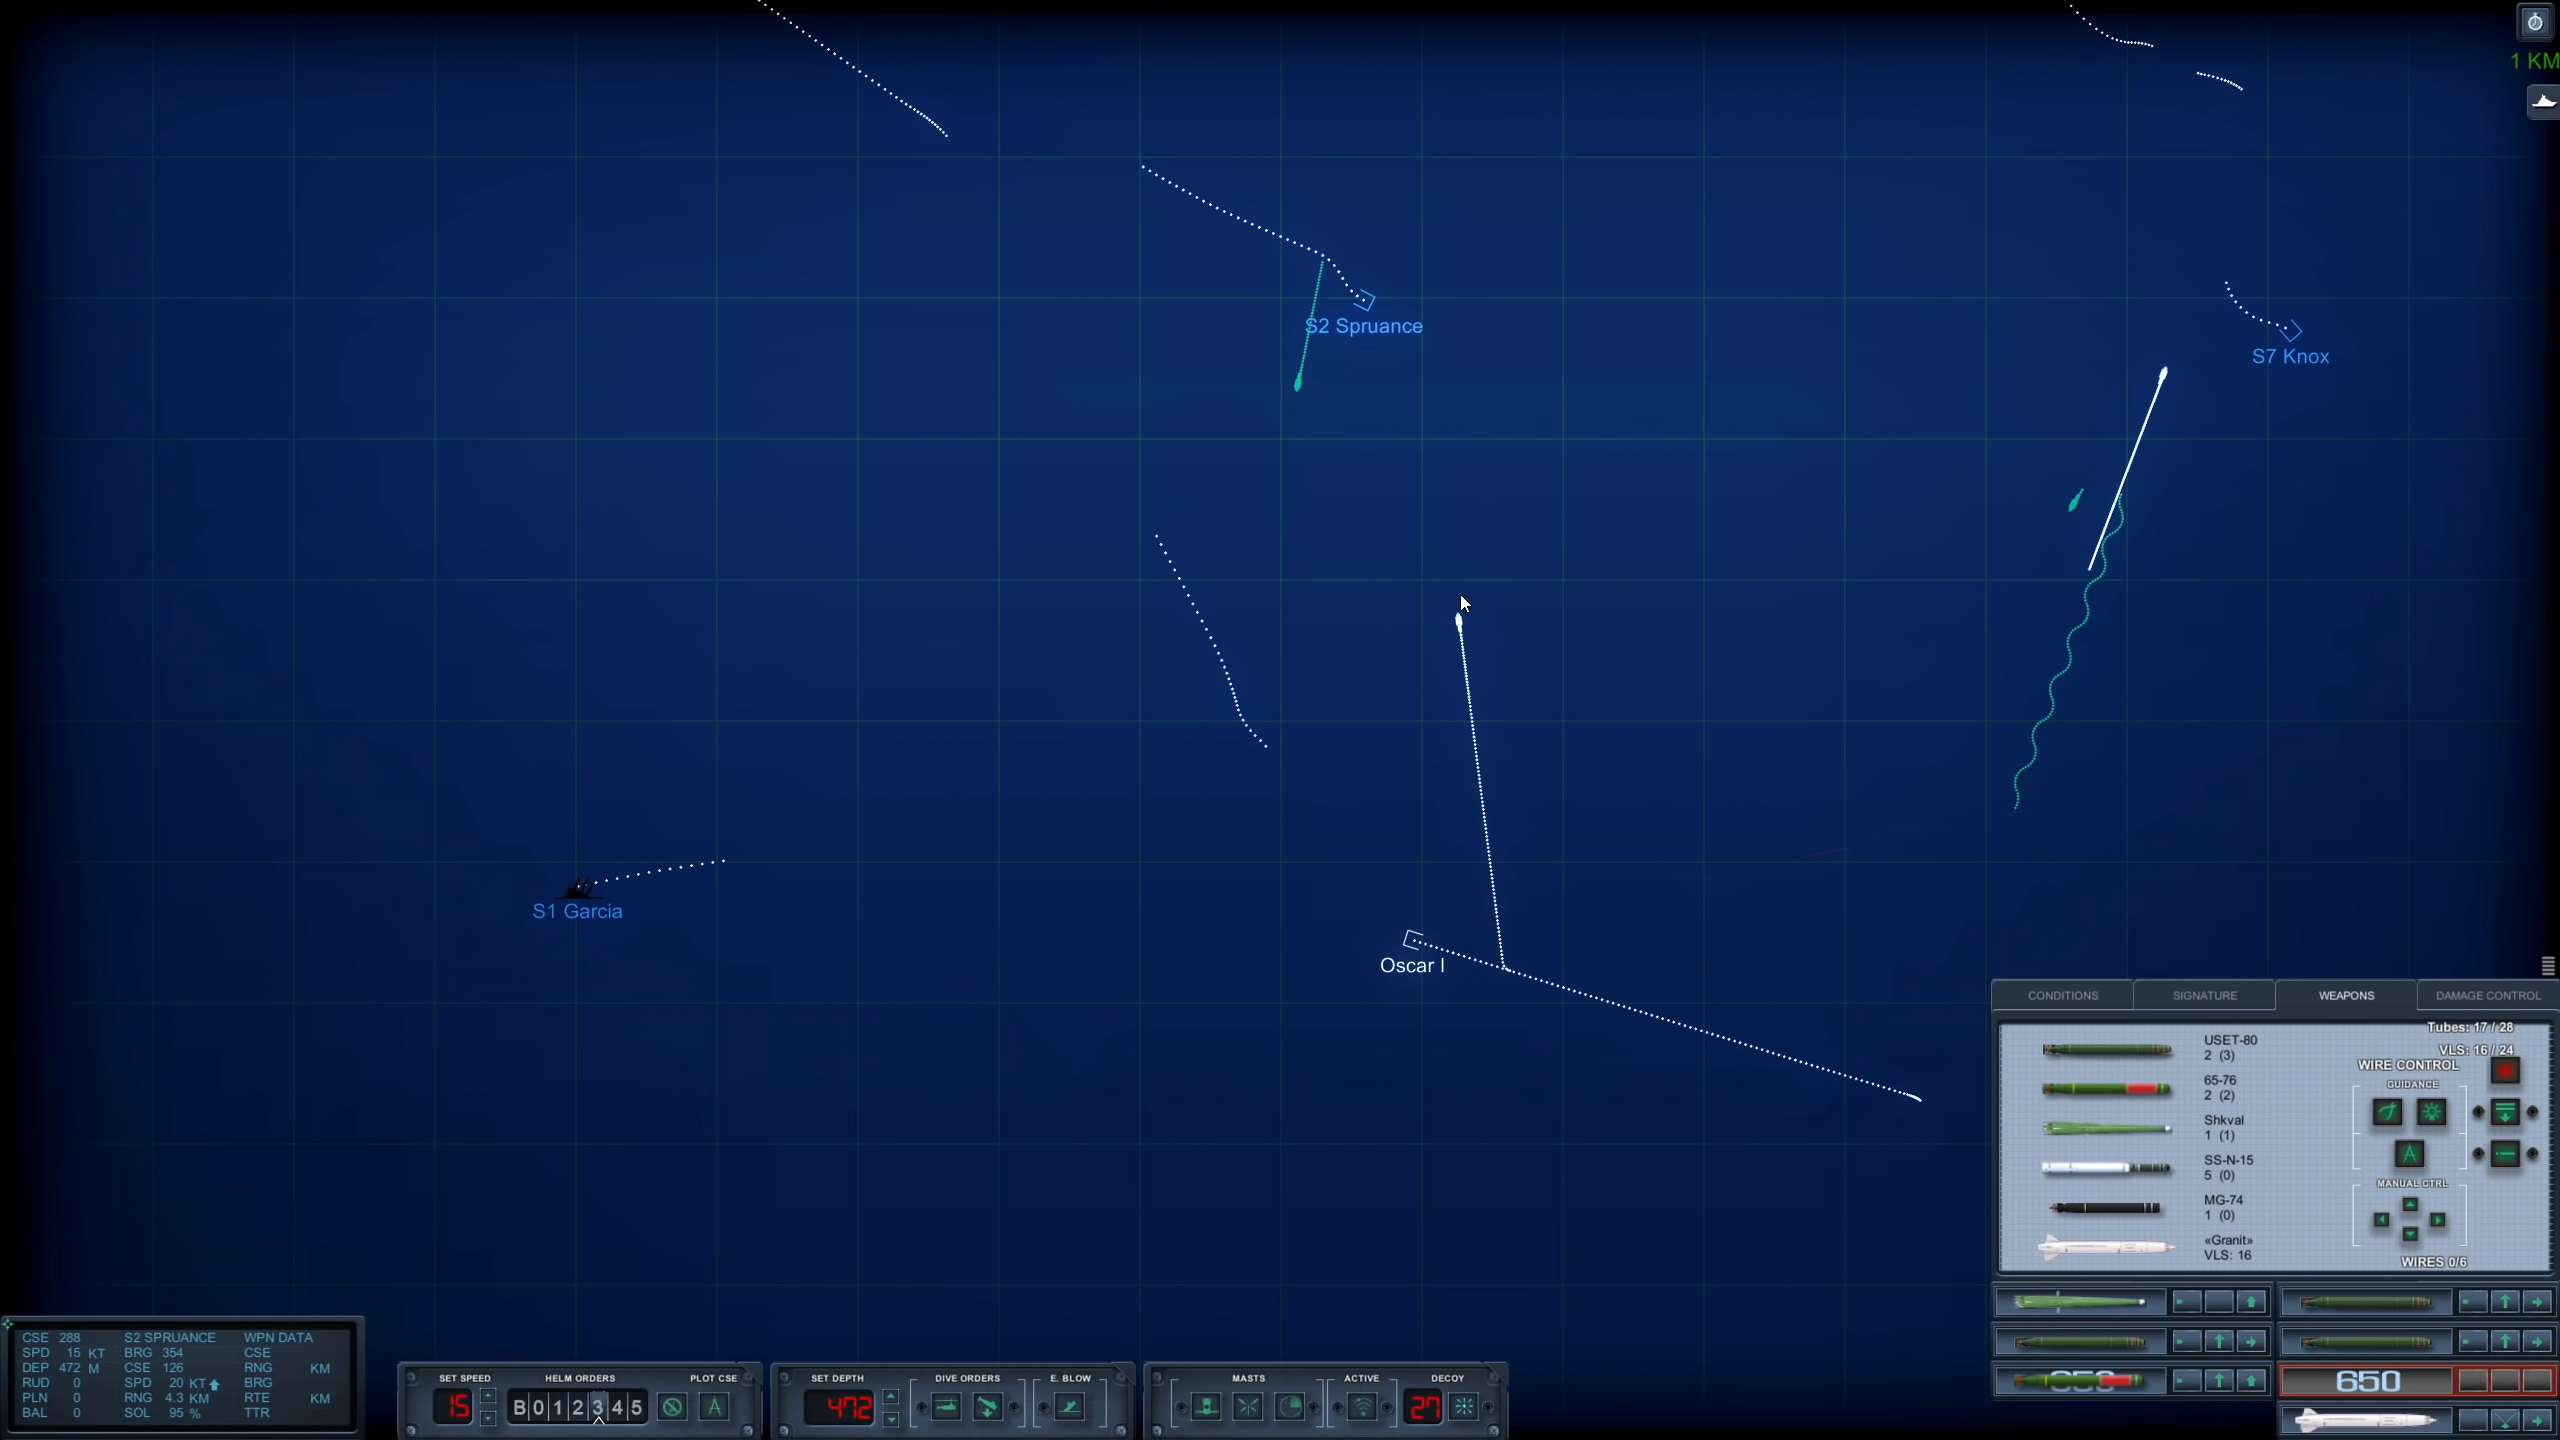 1 KM
S2 Spruance
S7 Knox
S1 Garcia
Oscar I
CONDITIONS
SIGNATURE
WEAPONS
DAMAGE CONTROL
Tubes: 17 / 28
VLS: 16 / 24
USET-80
2 (3)
65-76
2 (2)
Shkval
1 (1)
SS-N-15
5 (0)
MG-74
1 (0)
«Granit»
VLS: 16
WIRE CONTROL
GUIDANCE
MANUAL CTRL
WIRES 0/6
650
CSE 288 S2 SPRUANCE WPN DATA
SPD 15 KT BRG 354 CSE
DEP 472 M CSE 126 RNG KM
RUD 0 SPD 20 KT BRG
PLN 0 RNG 4.3 KM RTE KM
BAL 0 SOL 95 % TTR
SET SPEED HELM ORDERS PLOT CSE
15 B 0 1 2 3 4 5
SET DEPTH DIVE ORDERS E. BLOW
472
MASTS ACTIVE DECOY
27